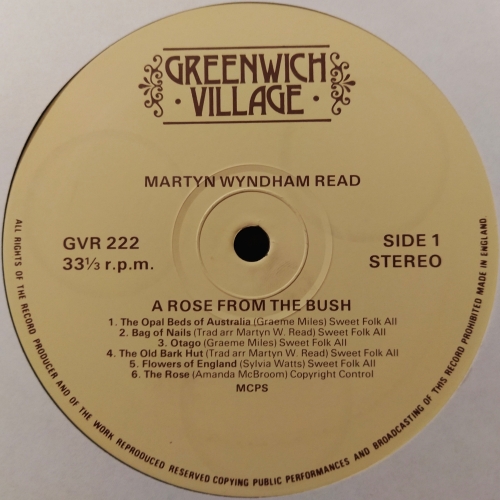 GREENWICH
· VILLAGE ·
MARTYN WYNDHAM READ
GVR 222
33⅓ r.p.m.
SIDE 1
STEREO
A ROSE FROM THE BUSH
1. The Opal Beds of Australia (Graeme Miles) Sweet Folk All
2. Bag of Nails (Trad arr Martyn W. Read) Sweet Folk All
3. Otago (Graeme Miles) Sweet Folk All
4. The Old Bark Hut (Trad arr Martyn W. Read) Sweet Folk All
5. Flowers of England (Sylvia Watts) Sweet Folk All
6. The Rose (Amanda McBroom) Copyright Control
MCPS
ALL RIGHTS OF THE RECORD PRODUCER AND OF THE WORK REPRODUCED RESERVED COPYING PUBLIC PERFORMANCES AND BROADCASTING OF THIS RECORD PROHIBITED MADE IN ENGLAND.